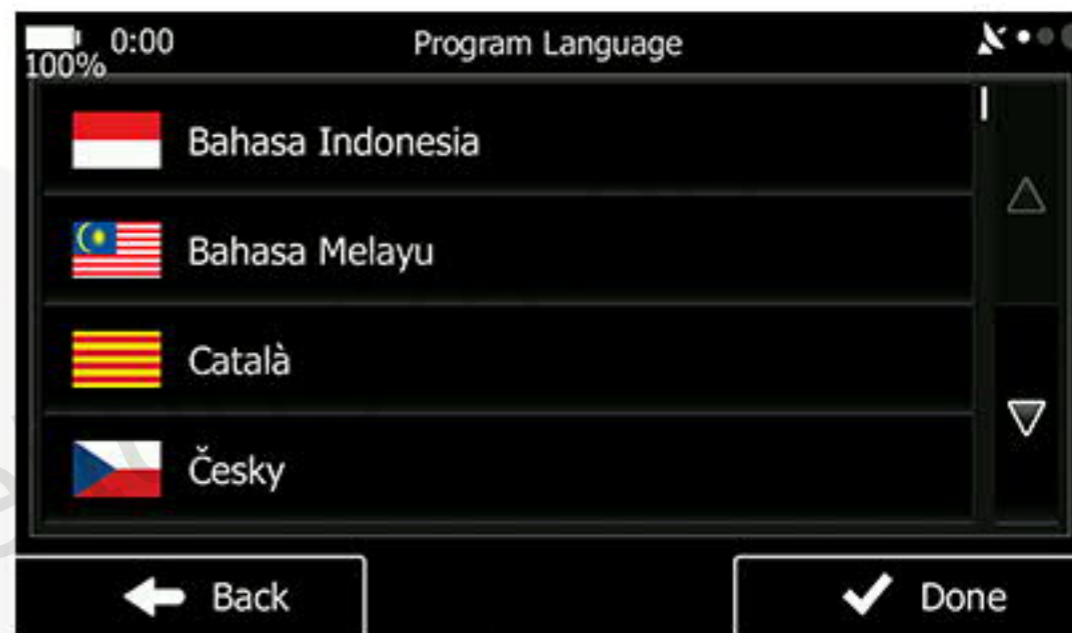 0:00 Program Language
100%
Bahasa Indonesia
Bahasa Melayu
Català
Česky
Back Done